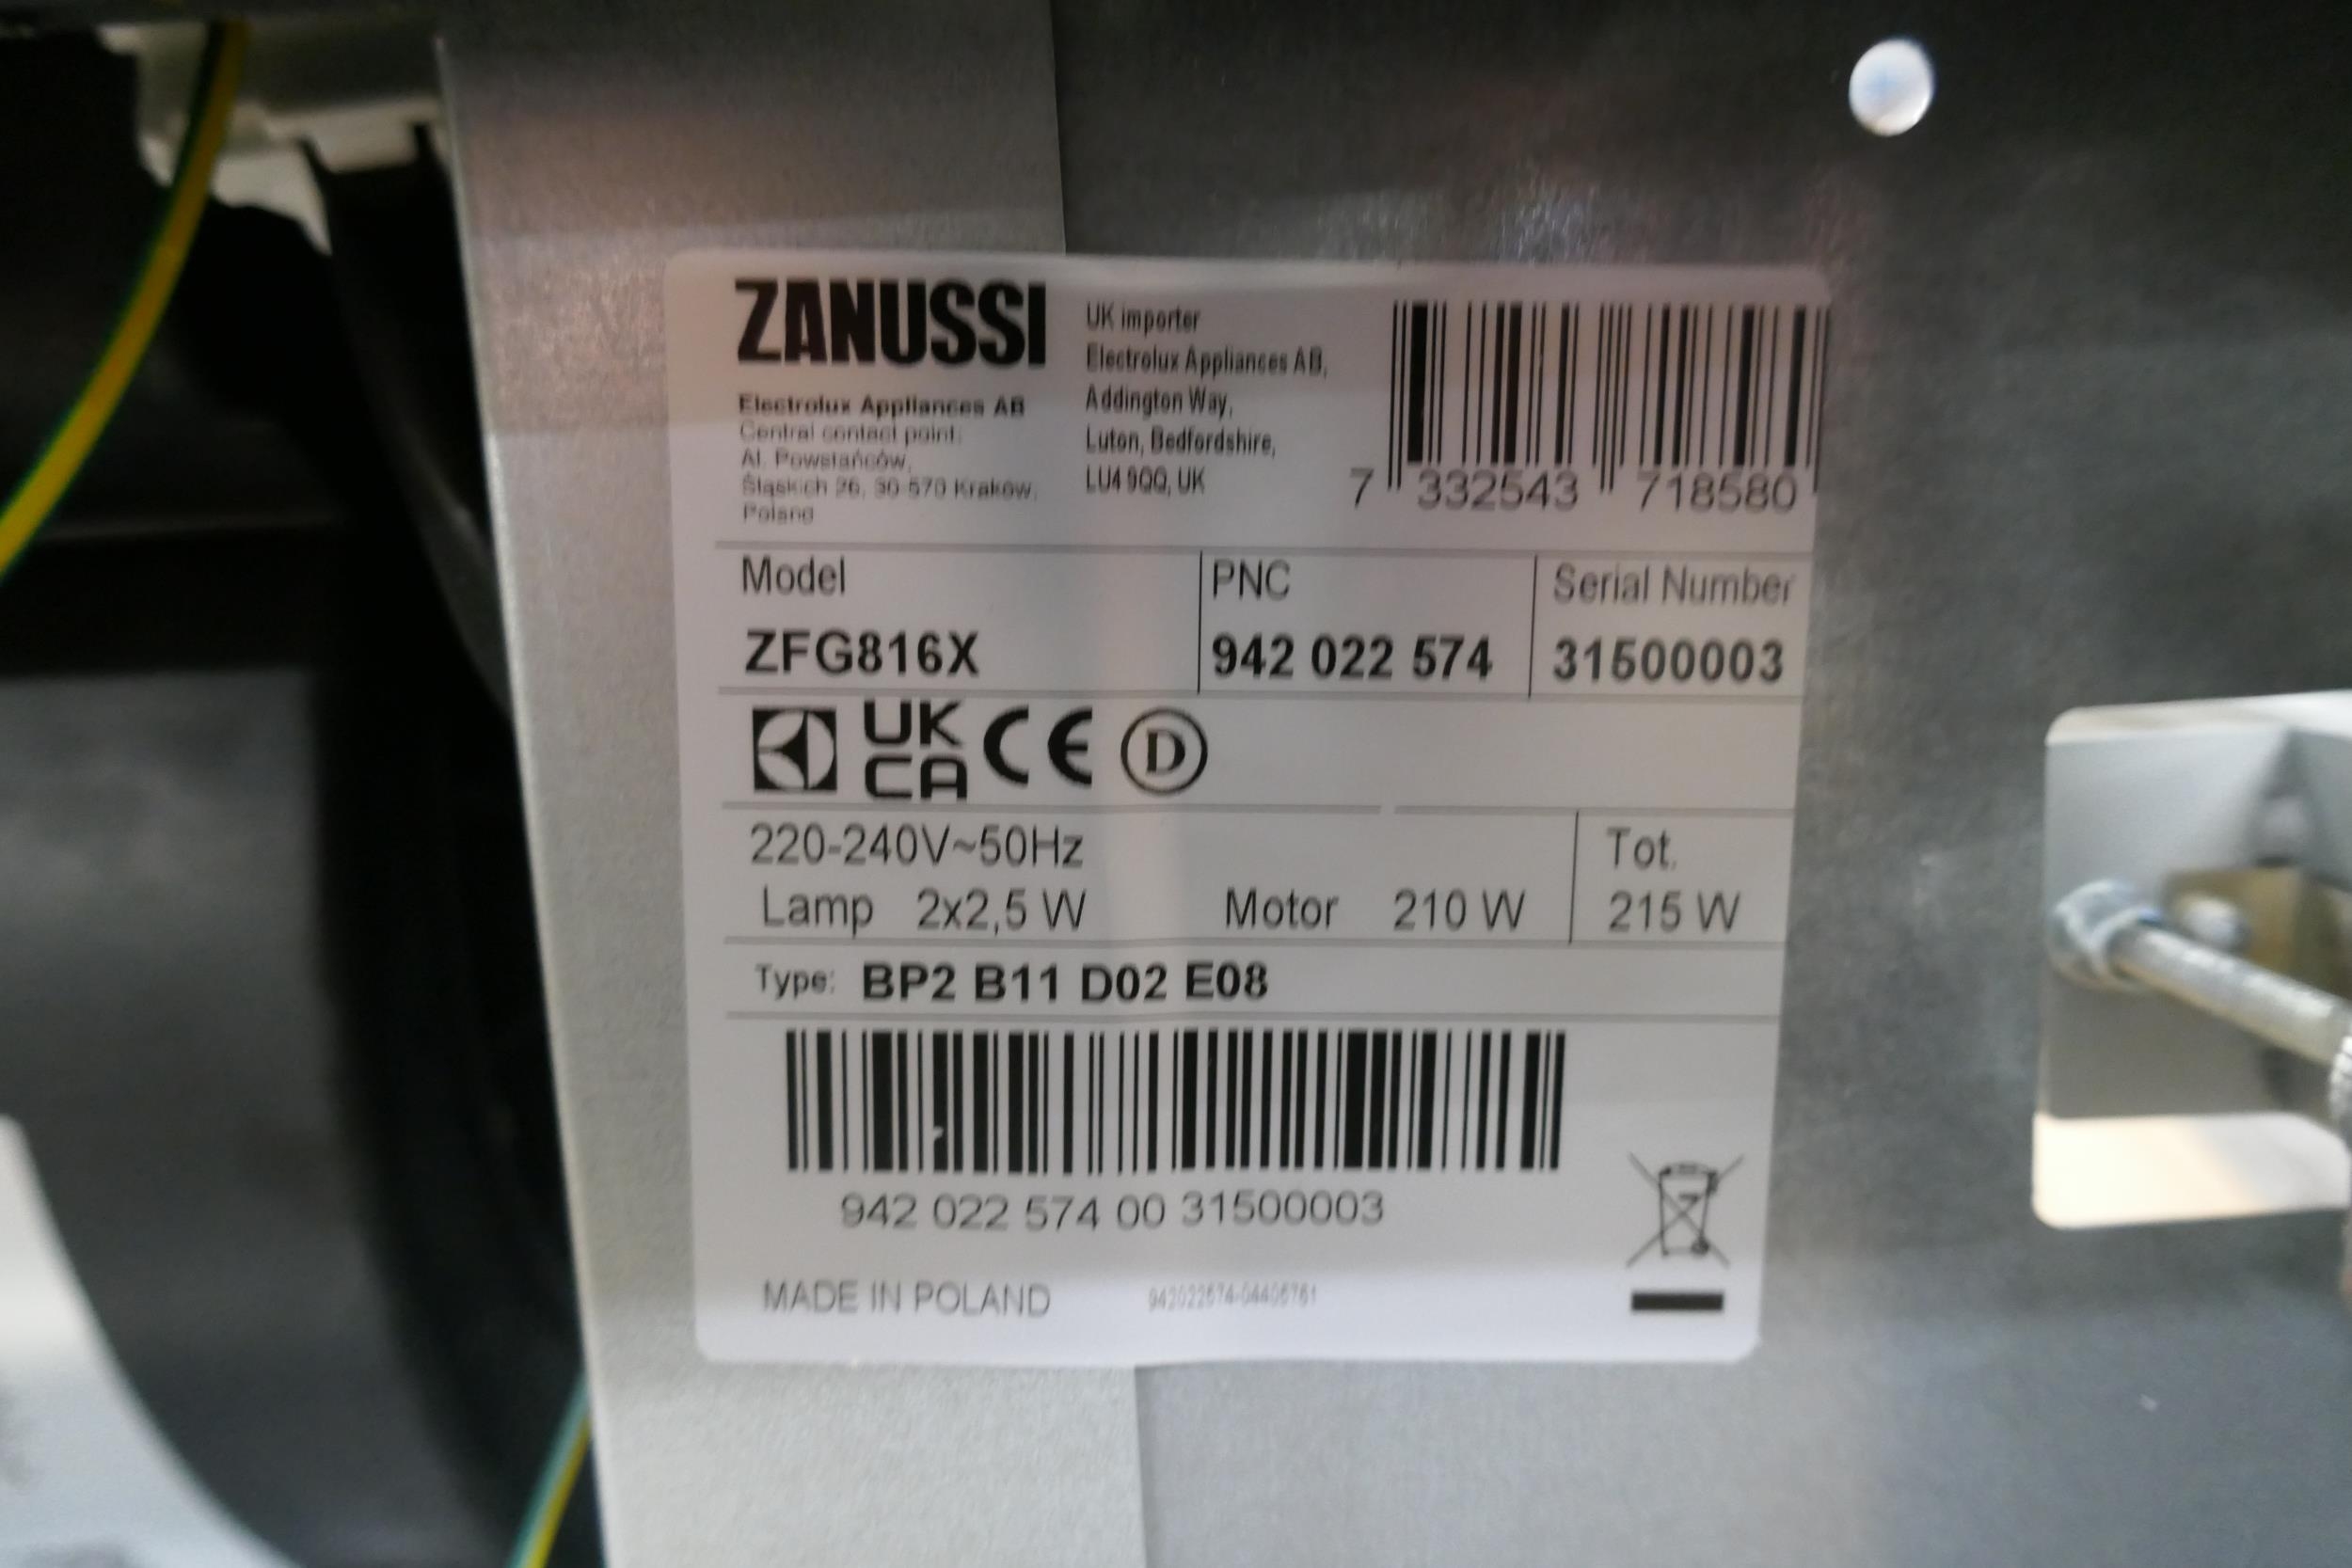 ZANUSSI
Electrolux Appliances AB
Central contact point:
Al. Powstańców,
Śląskich 26, 30-570 Kraków,
Poland
UK importer
Electrolux Appliances AB,
Addington Way,
Luton, Bedfordshire,
LU4 9QQ, UK
7 332543 718580
Model
ZFG816X
PNC
942 022 574
Serial Number
31500003
UK
CA
CE
D
220-240V~50Hz
Lamp 2x2,5 W
Motor 210 W
Tot.
215 W
Type: BP2 B11 D02 E08
942 022 574 00 31500003
MADE IN POLAND